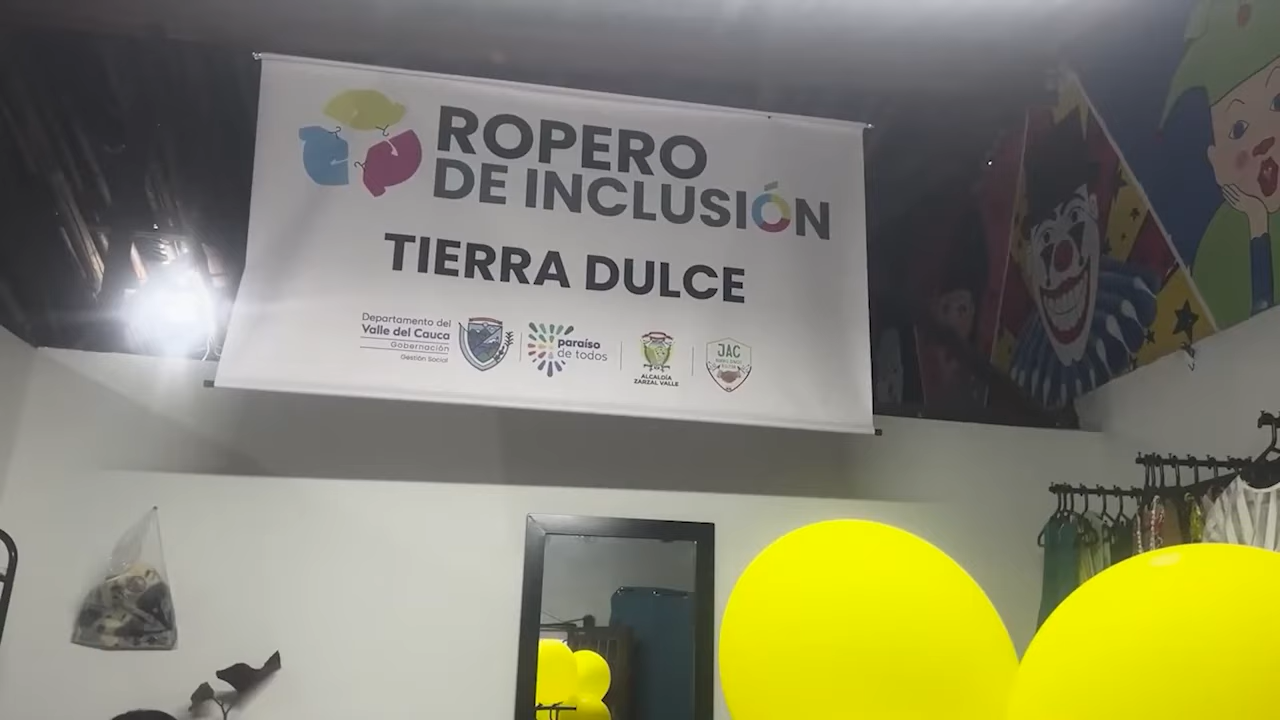 ROPERO
DE INCLUSIÓN
TIERRA DULCE
Departamento del
Valle del Cauca
Gobernación
Gestión Social
paraíso
de todos
ALCALDÍA
ZARZAL VALLE
JAC